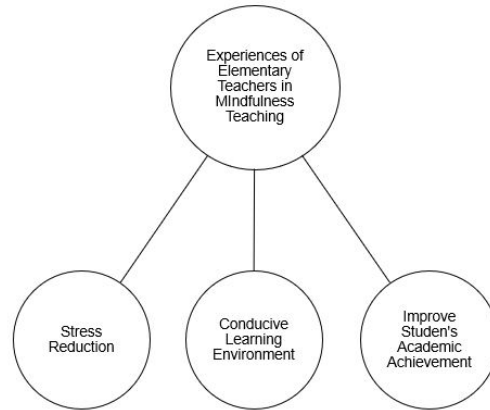 Experiences of
Elementary
Teachers in
MIndfulness
Teaching
Stress
Reduction
Conducive
Learning
Environment
Improve
Studen's
Academic
Achievement